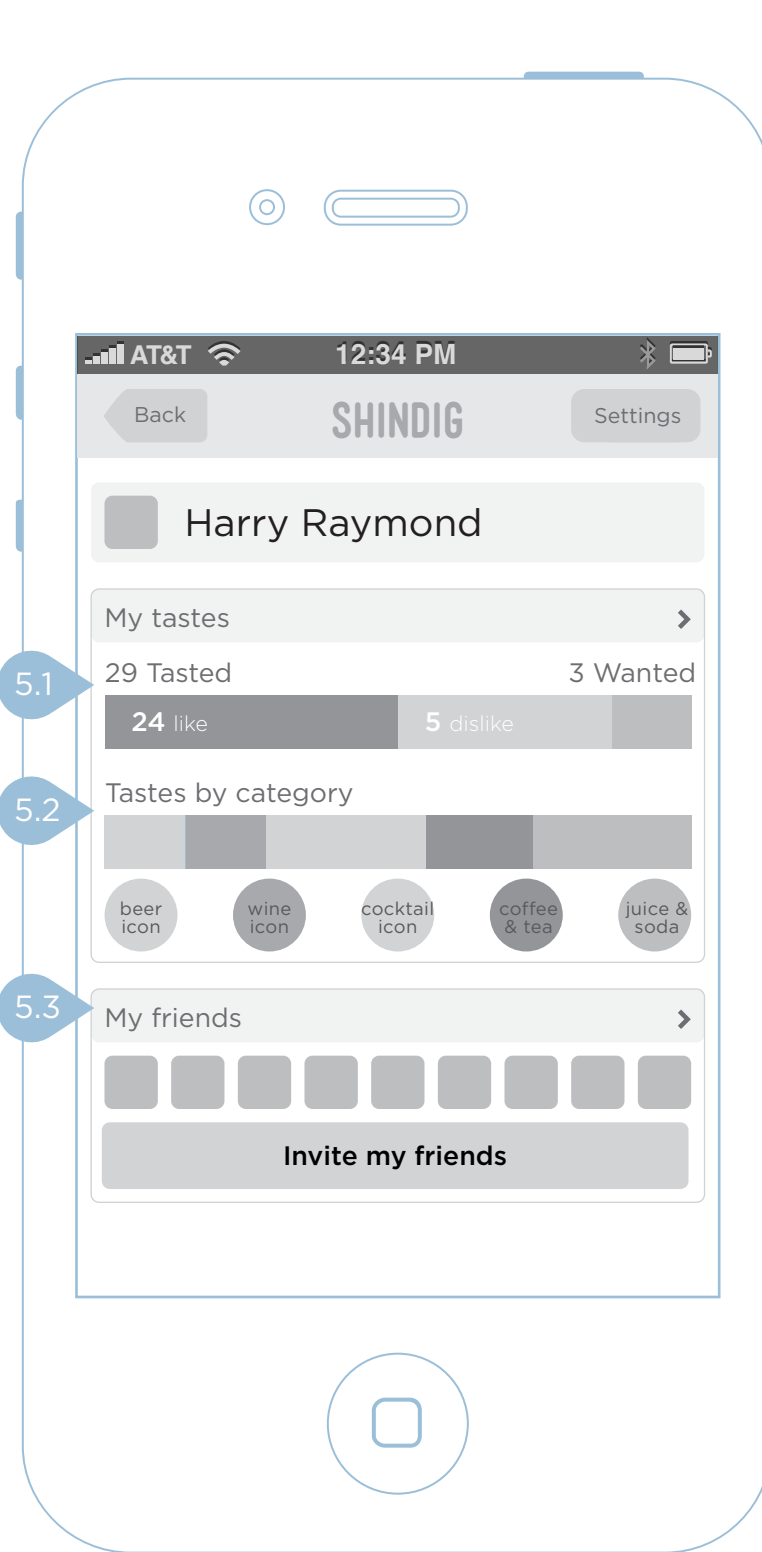 AT&T 12:34 PM
Back SHINDIG Settings
Harry Raymond
My tastes
5.1
29 Tasted 3 Wanted
24 like 5 dislike
5.2
Tastes by category
beer
icon
wine
icon
cocktail
icon
coffee
& tea
juice &
soda
5.3
My friends
Invite my friends